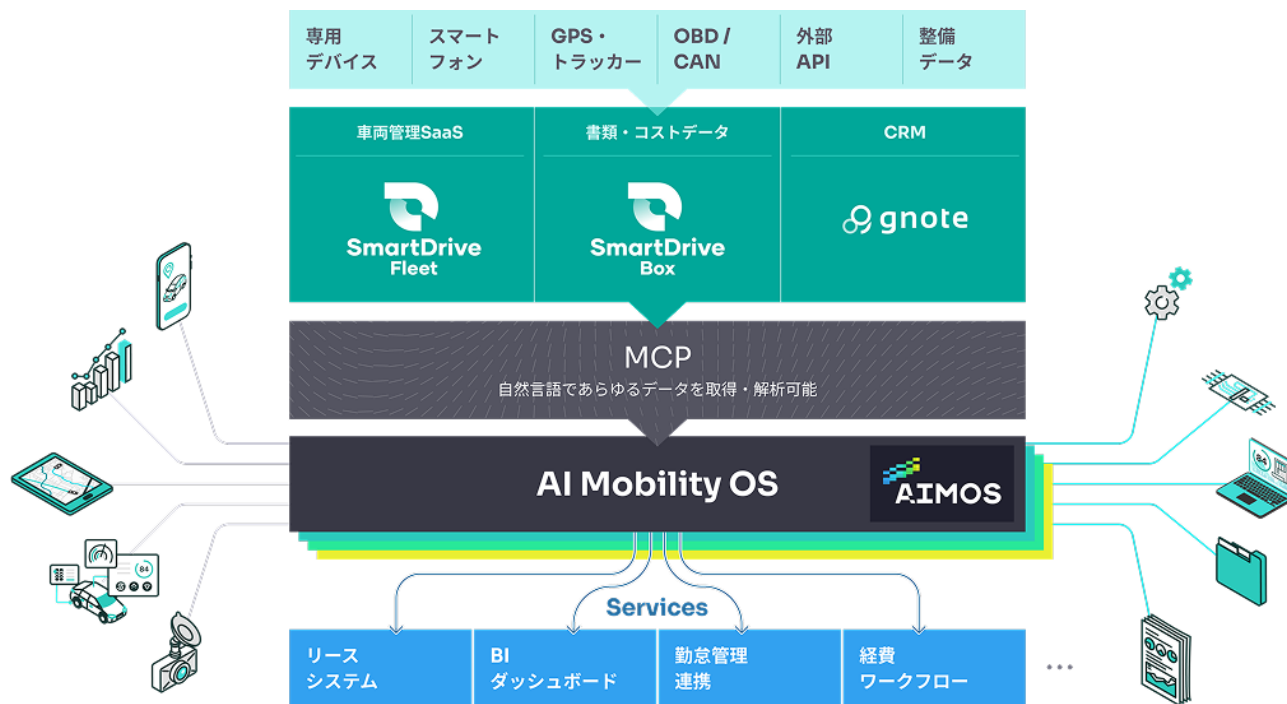 専用
デバイス
スマート
フォン
GPS・
トラッカー
OBD /
CAN
外部
API
整備
データ
車両管理SaaS
書類・コストデータ
CRM
SmartDrive
Fleet
SmartDrive
Box
gnote
MCP
自然言語であらゆるデータを取得・解析可能
AI Mobility OS
AIMOS
84
84
Services
リース
システム
BI
ダッシュボード
勤怠管理
連携
経費
ワークフロー
...